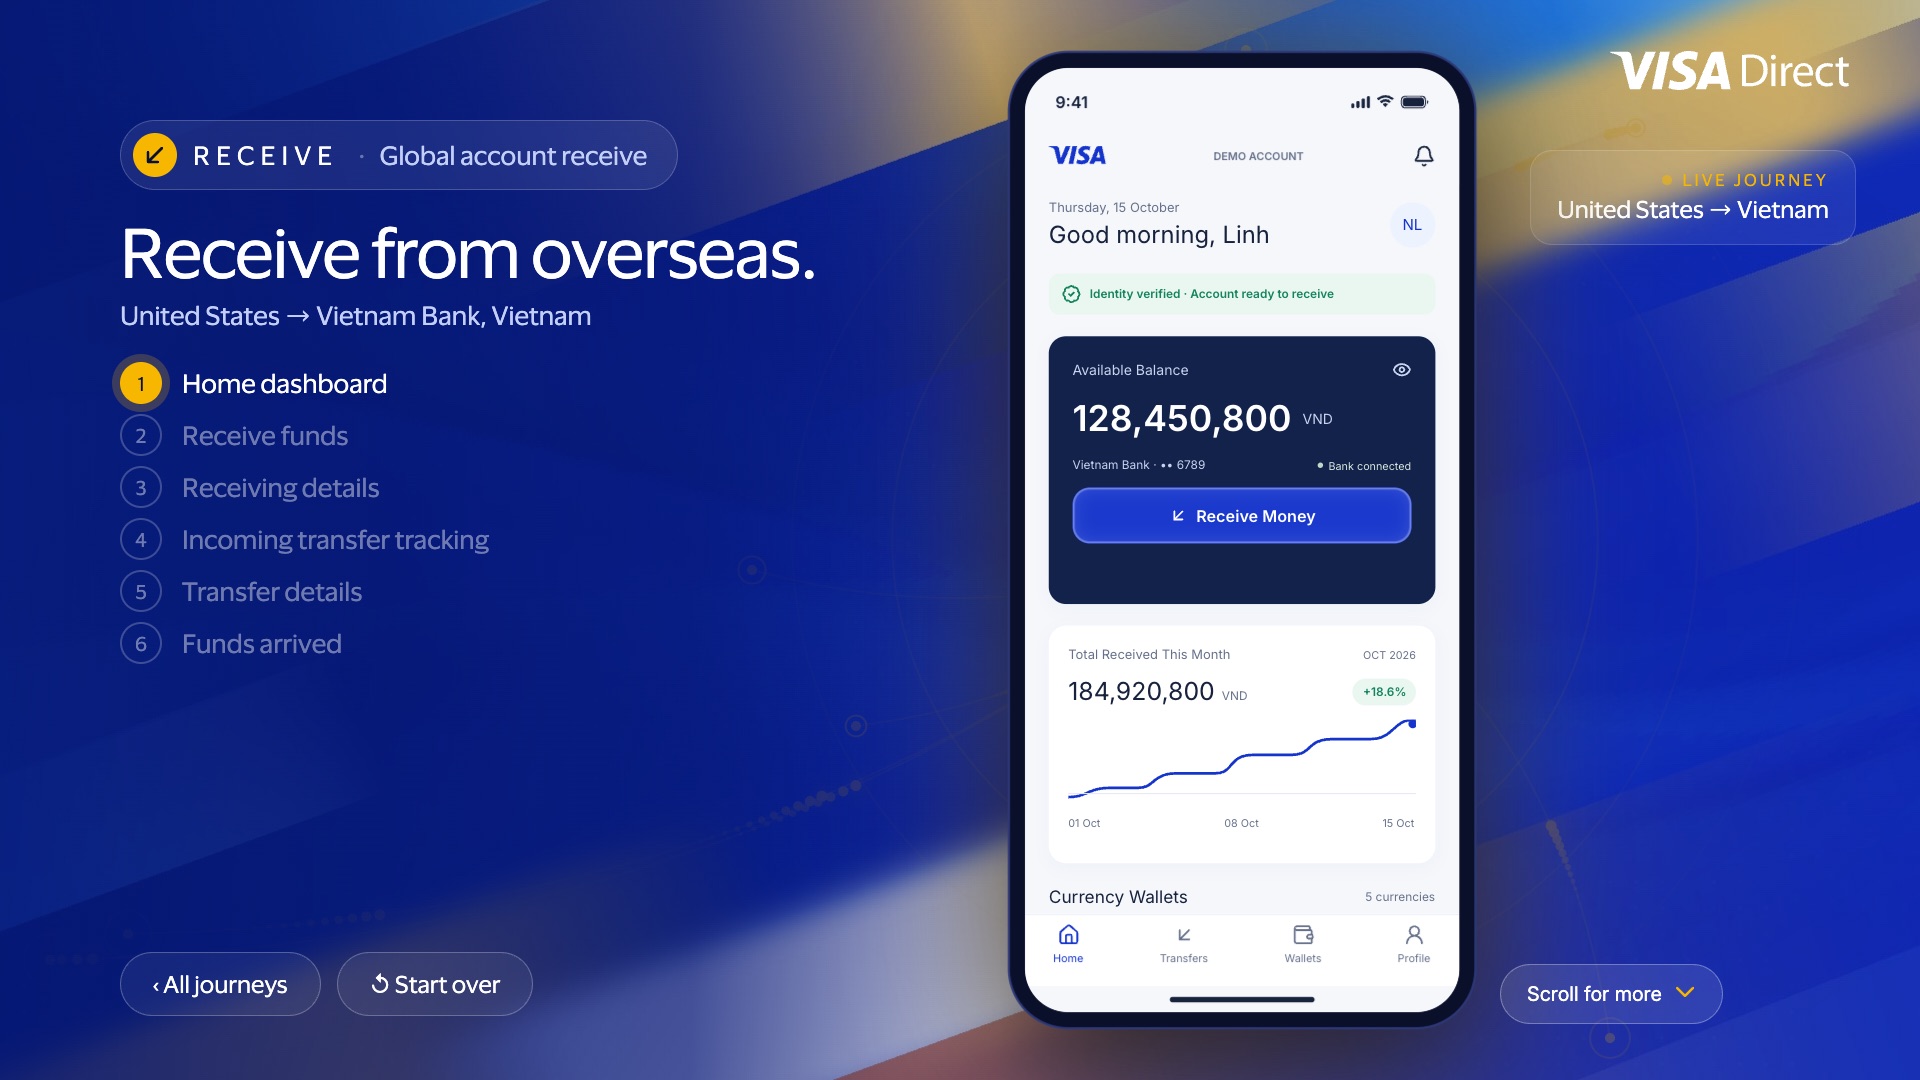 RECEIVE · Global account receive
Receive from overseas.
United States → Vietnam Bank, Vietnam
1 Home dashboard
2 Receive funds
3 Receiving details
4 Incoming transfer tracking
5 Transfer details
6 Funds arrived
‹ All journeys
Start over
9:41
VISA
DEMO ACCOUNT
Thursday, 15 October
Good morning, Linh
NL
Identity verified · Account ready to receive
Available Balance
128,450,800 VND
Vietnam Bank · •• 6789
Bank connected
Receive Money
Total Received This Month
OCT 2026
184,920,800 VND
+18.6%
01 Oct
08 Oct
15 Oct
Currency Wallets
5 currencies
Home
Transfers
Wallets
Profile
VISA Direct
LIVE JOURNEY
United States → Vietnam
Scroll for more